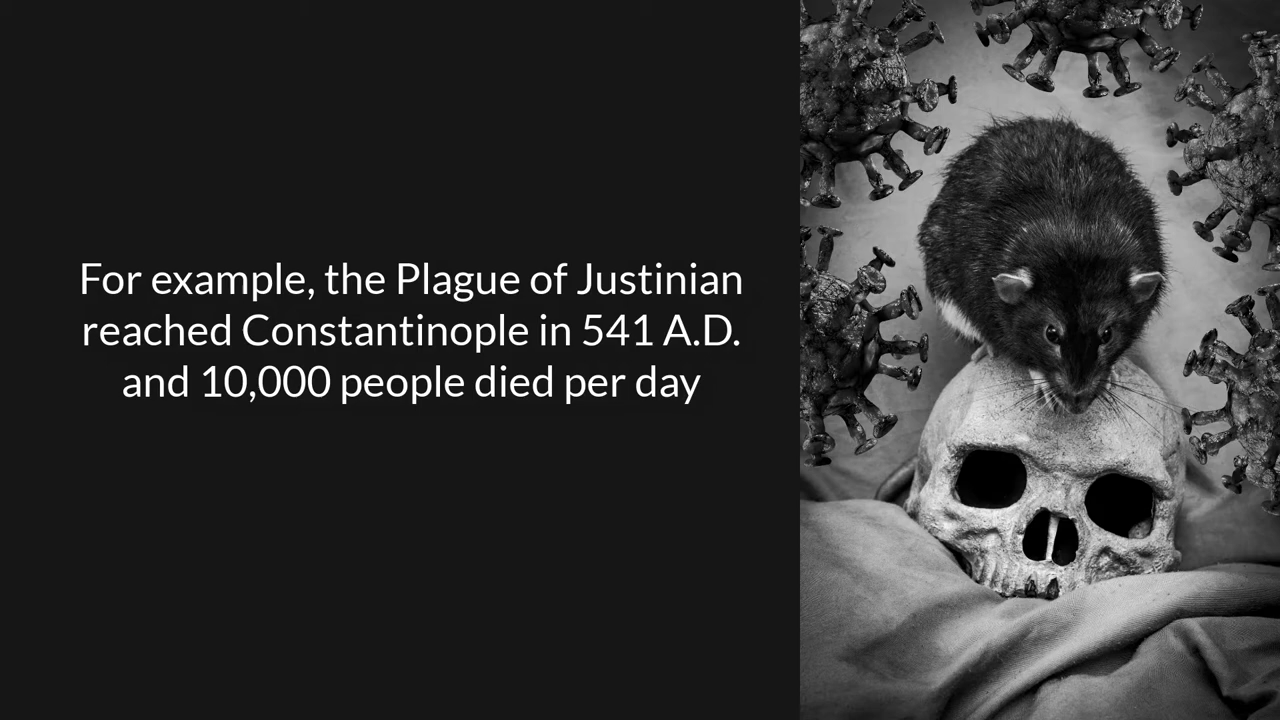 For example, the Plague of Justinian
reached Constantinople in 541 A.D.
and 10,000 people died per day